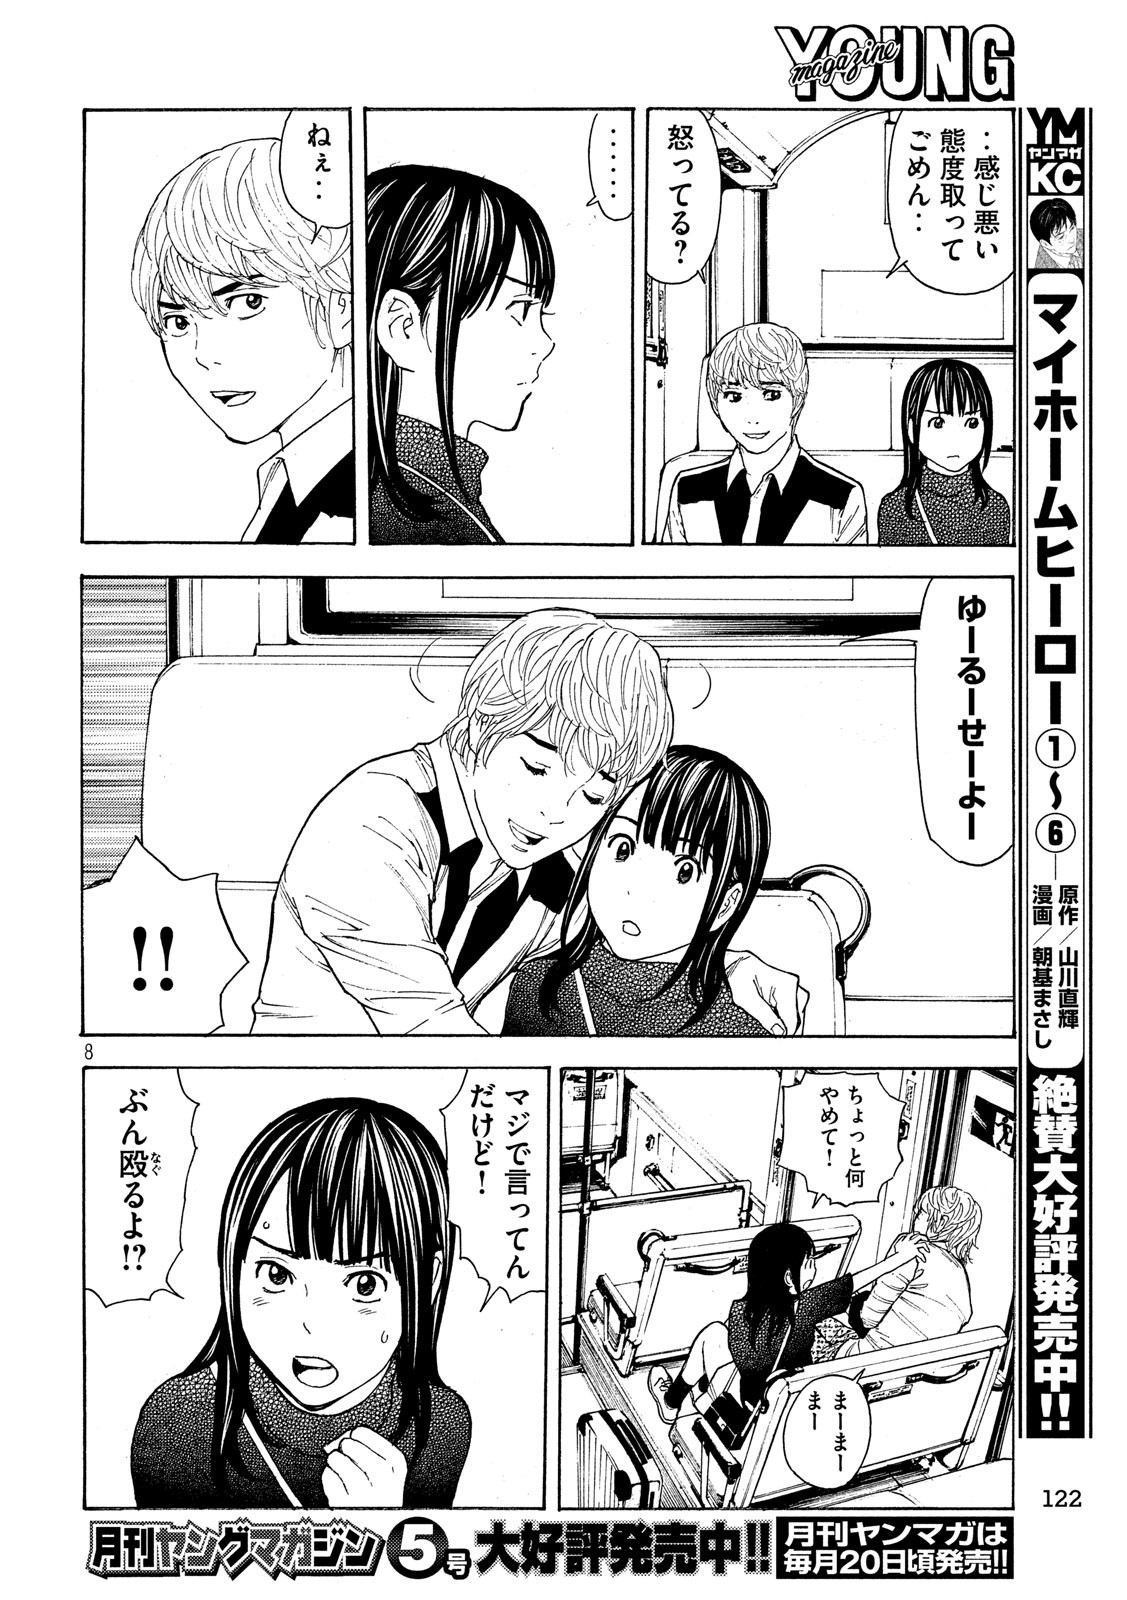 YOUNG
magazine
‥感じ悪い
態度取って
ごめん‥
怒ってる?
‥‥‥
ねぇ‥
ゆーるせーよー
!!
ちょっと何
やめて!
まーまー
まー
マジで言ってん
だけど!
ぶん殴るよ!?
なぐ
8
YM
ヤンマガ
KC
マイホームヒーロー①〜⑥
原作/山川直輝
漫画/朝基まさし
絶賛大好評発売中!!
122
月刊ヤングマガジン5号大好評発売中!!
月刊ヤンマガは
毎月20日頃発売!!